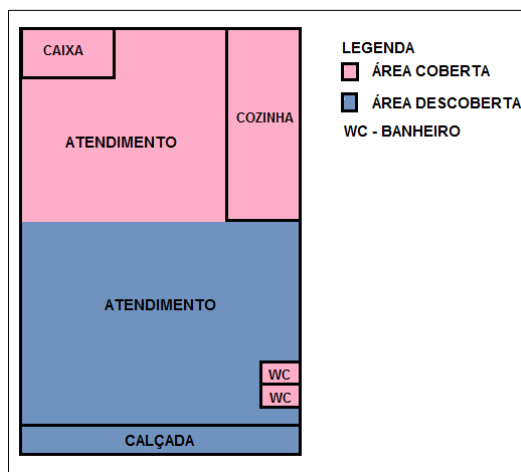 CAIXA
COZINHA
ATENDIMENTO
ATENDIMENTO
WC
WC
CALÇADA
LEGENDA
ÁREA COBERTA
ÁREA DESCOBERTA
WC - BANHEIRO